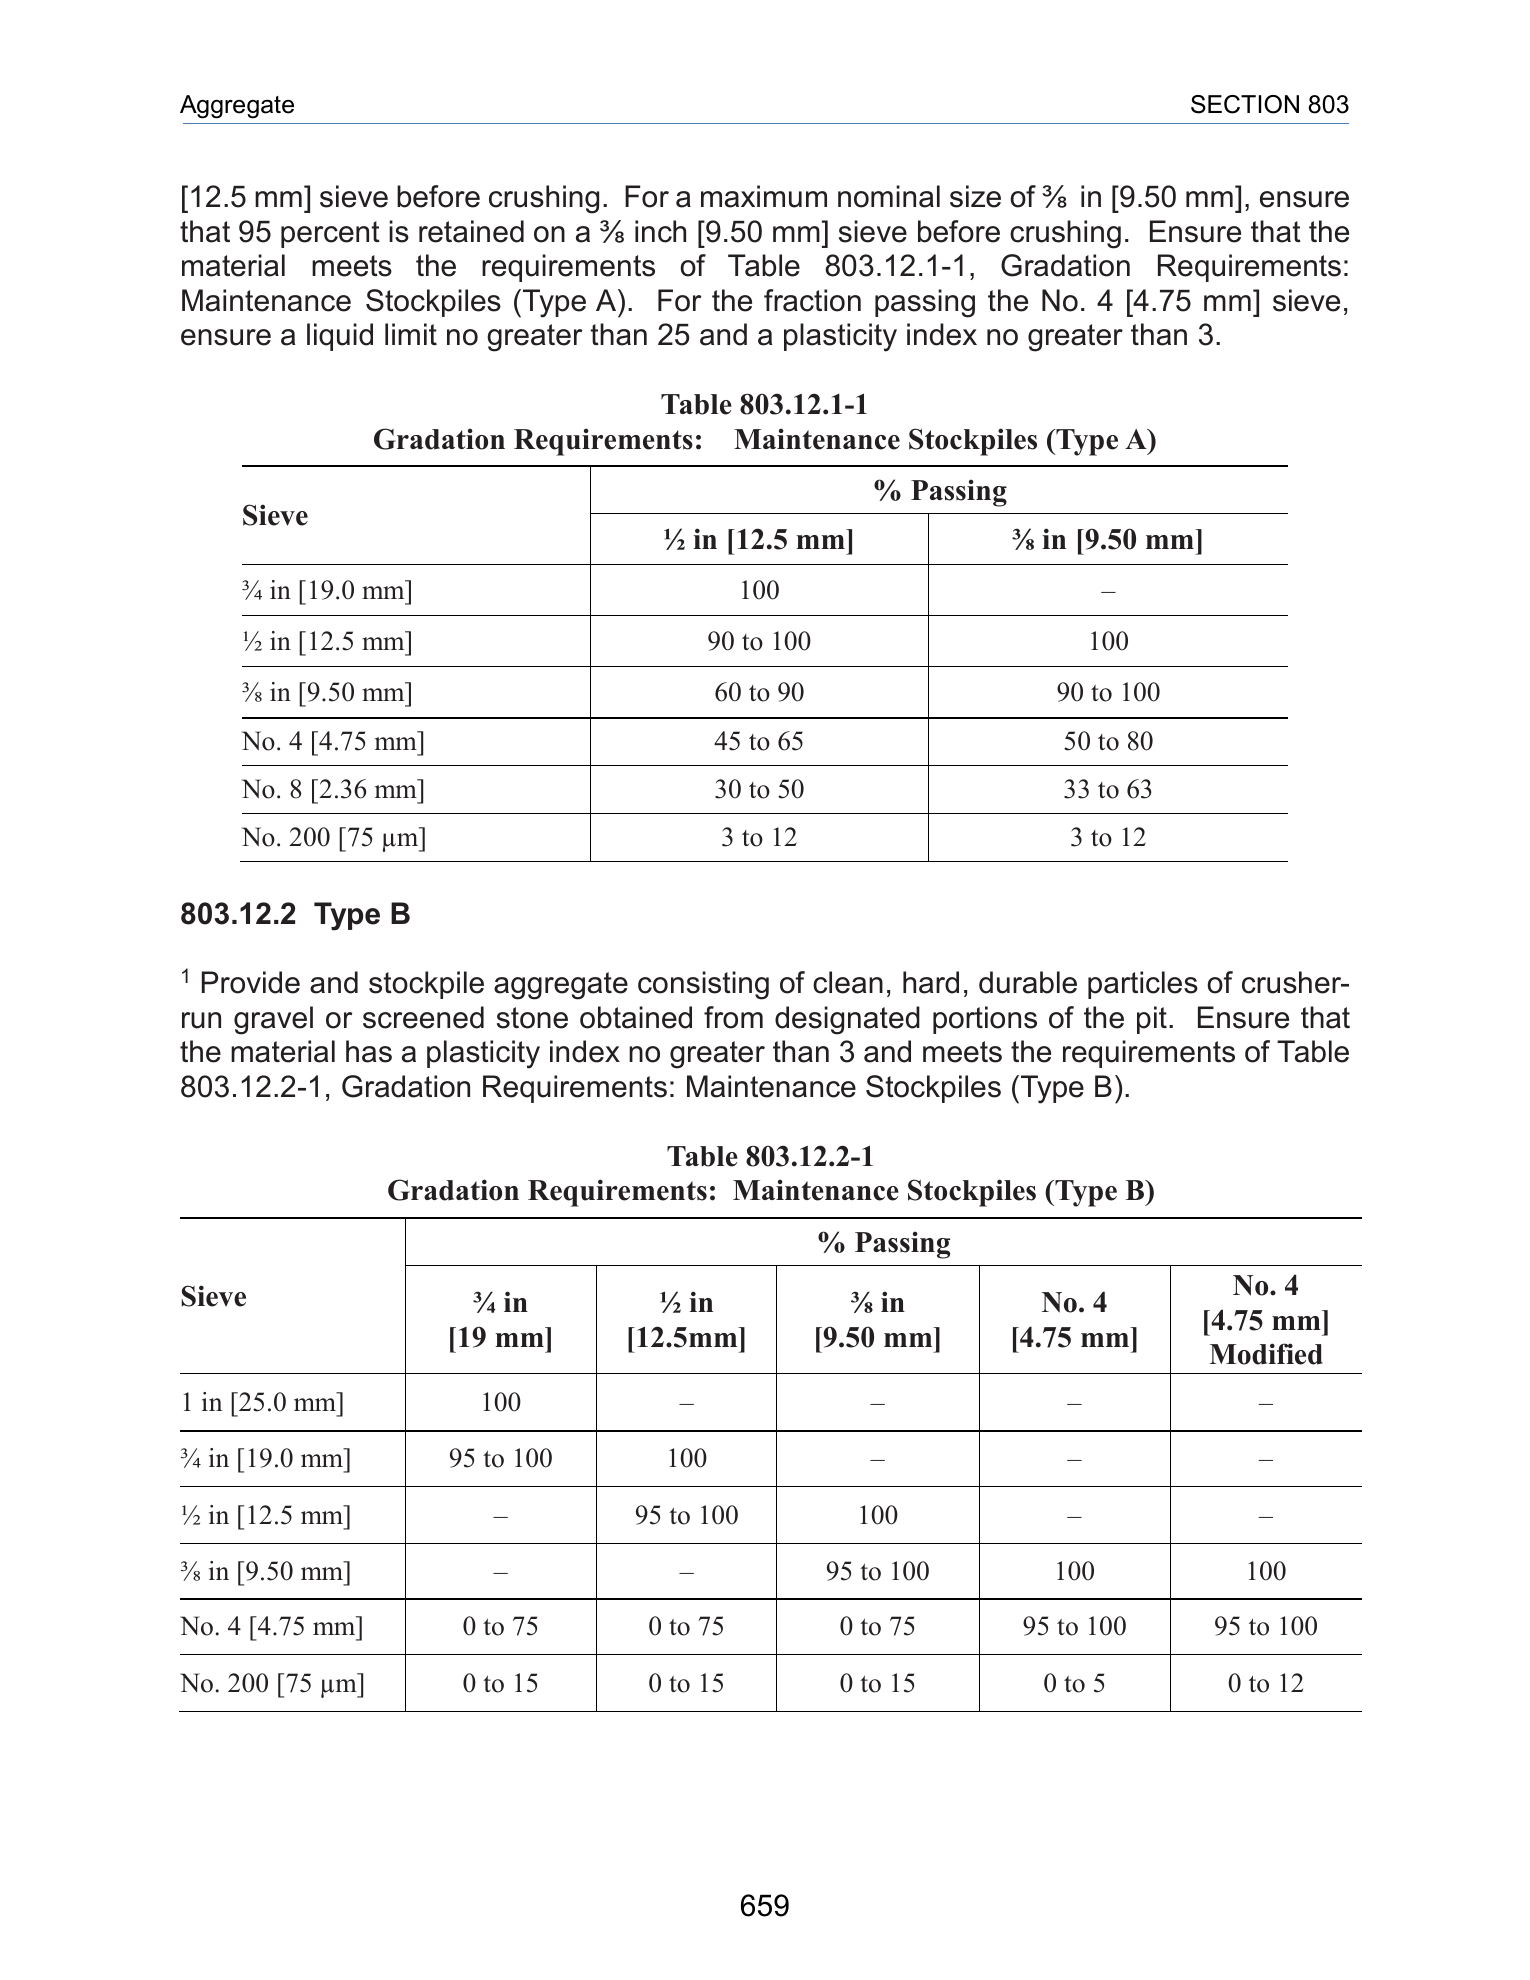 Aggregate SECTION 803
[12.5 mm] sieve before crushing. For a maximum nominal size of ⅜ in [9.50 mm], ensure
that 95 percent is retained on a ⅜ inch [9.50 mm] sieve before crushing. Ensure that the
material meets the requirements of Table 803.12.1-1, Gradation Requirements:
Maintenance Stockpiles (Type A). For the fraction passing the No. 4 [4.75 mm] sieve,
ensure a liquid limit no greater than 25 and a plasticity index no greater than 3.
Table 803.12.1-1
Gradation Requirements: Maintenance Stockpiles (Type A)
Sieve % Passing
½ in [12.5 mm] ⅜ in [9.50 mm]
¾ in [19.0 mm] 100 –
½ in [12.5 mm] 90 to 100 100
⅜ in [9.50 mm] 60 to 90 90 to 100
No. 4 [4.75 mm] 45 to 65 50 to 80
No. 8 [2.36 mm] 30 to 50 33 to 63
No. 200 [75 µm] 3 to 12 3 to 12
803.12.2 Type B
1 Provide and stockpile aggregate consisting of clean, hard, durable particles of crusher-
run gravel or screened stone obtained from designated portions of the pit. Ensure that
the material has a plasticity index no greater than 3 and meets the requirements of Table
803.12.2-1, Gradation Requirements: Maintenance Stockpiles (Type B).
Table 803.12.2-1
Gradation Requirements: Maintenance Stockpiles (Type B)
Sieve % Passing
¾ in [19 mm] ½ in [12.5mm] ⅜ in [9.50 mm] No. 4 [4.75 mm] No. 4 [4.75 mm] Modified
1 in [25.0 mm] 100 – – – –
¾ in [19.0 mm] 95 to 100 100 – – –
½ in [12.5 mm] – 95 to 100 100 – –
⅜ in [9.50 mm] – – 95 to 100 100 100
No. 4 [4.75 mm] 0 to 75 0 to 75 0 to 75 95 to 100 95 to 100
No. 200 [75 µm] 0 to 15 0 to 15 0 to 15 0 to 5 0 to 12
659